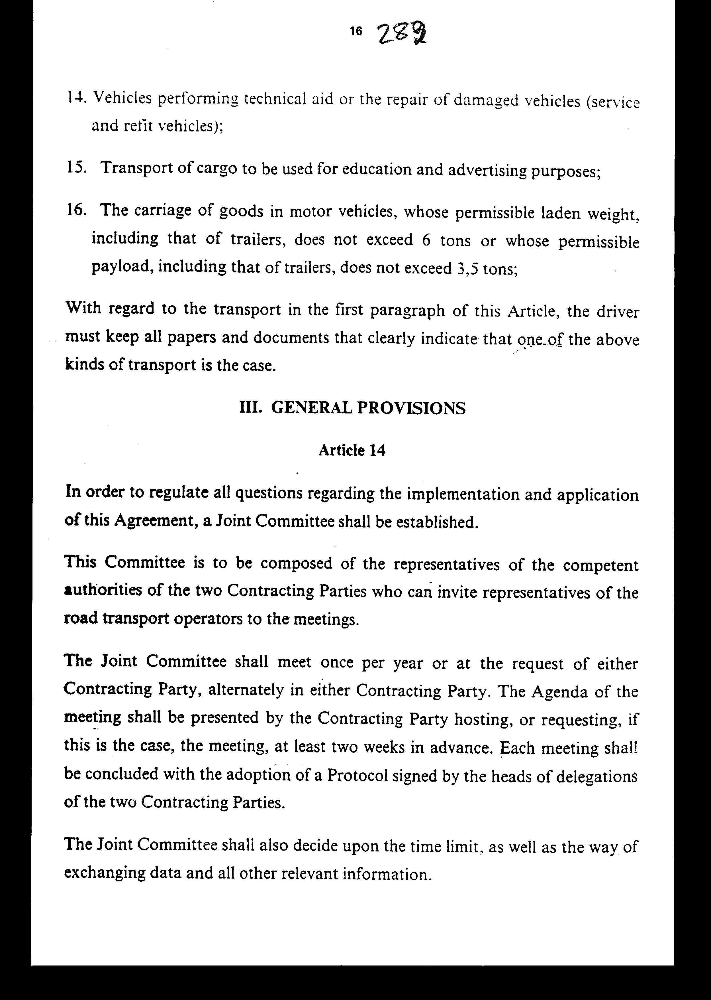 16
14. Vehicles performing technical aid or the repair of damaged vehicles (service
and refit vehicles);
15. Transport of cargo to be used for education and advertising purposes;
16. The carriage of goods in motor vehicles, whose permissible laden weight,
including that of trailers, does not exceed 6 tons or whose permissible
payload, including that of trailers, does not exceed 3,5 tons;
With regard to the transport in the first paragraph of this Article, the driver
must keep all papers and documents that clearly indicate that one of the above
kinds of transport is the case.
III. GENERAL PROVISIONS
Article 14
In order to regulate all questions regarding the implementation and application
of this Agreement, a Joint Committee shall be established.
This Committee is to be composed of the representatives of the competent
authorities of the two Contracting Parties who can invite representatives of the
road transport operators to the meetings.
The Joint Committee shall meet once per year or at the request of either
Contracting Party, alternately in either Contracting Party. The Agenda of the
meeting shall be presented by the Contracting Party hosting, or requesting, if
this is the case, the meeting, at least two weeks in advance. Each meeting shall
be concluded with the adoption of a Protocol signed by the heads of delegations
of the two Contracting Parties.
The Joint Committee shall also decide upon the time limit, as well as the way of
exchanging data and all other relevant information.